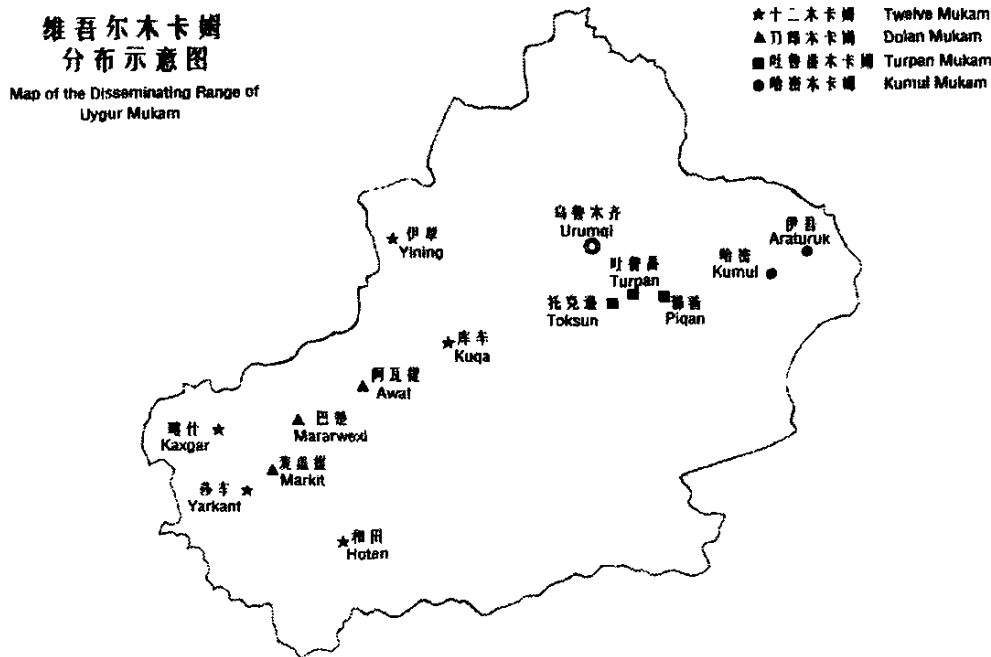 维吾尔木卡姆
分布示意图
Map of the Disseminating Range of
Uygur Mukam
★十二木卡姆 Twelve Mukam
▲刀郎木卡姆 Dolan Mukam
■吐鲁番木卡姆 Turpan Mukam
●哈密木卡姆 Kumul Mukam
伊犁
Yining
乌鲁木齐
Urumqi
伊吾
Araturuk
哈密
Kumul
吐鲁番
Turpan
托克逊
Toksun
鄯善
Piqan
库车
Kuqa
阿瓦提
Awat
巴楚
Mararwexi
喀什
Kaxgar
麦盖提
Markit
莎车
Yarkant
和田
Hotan